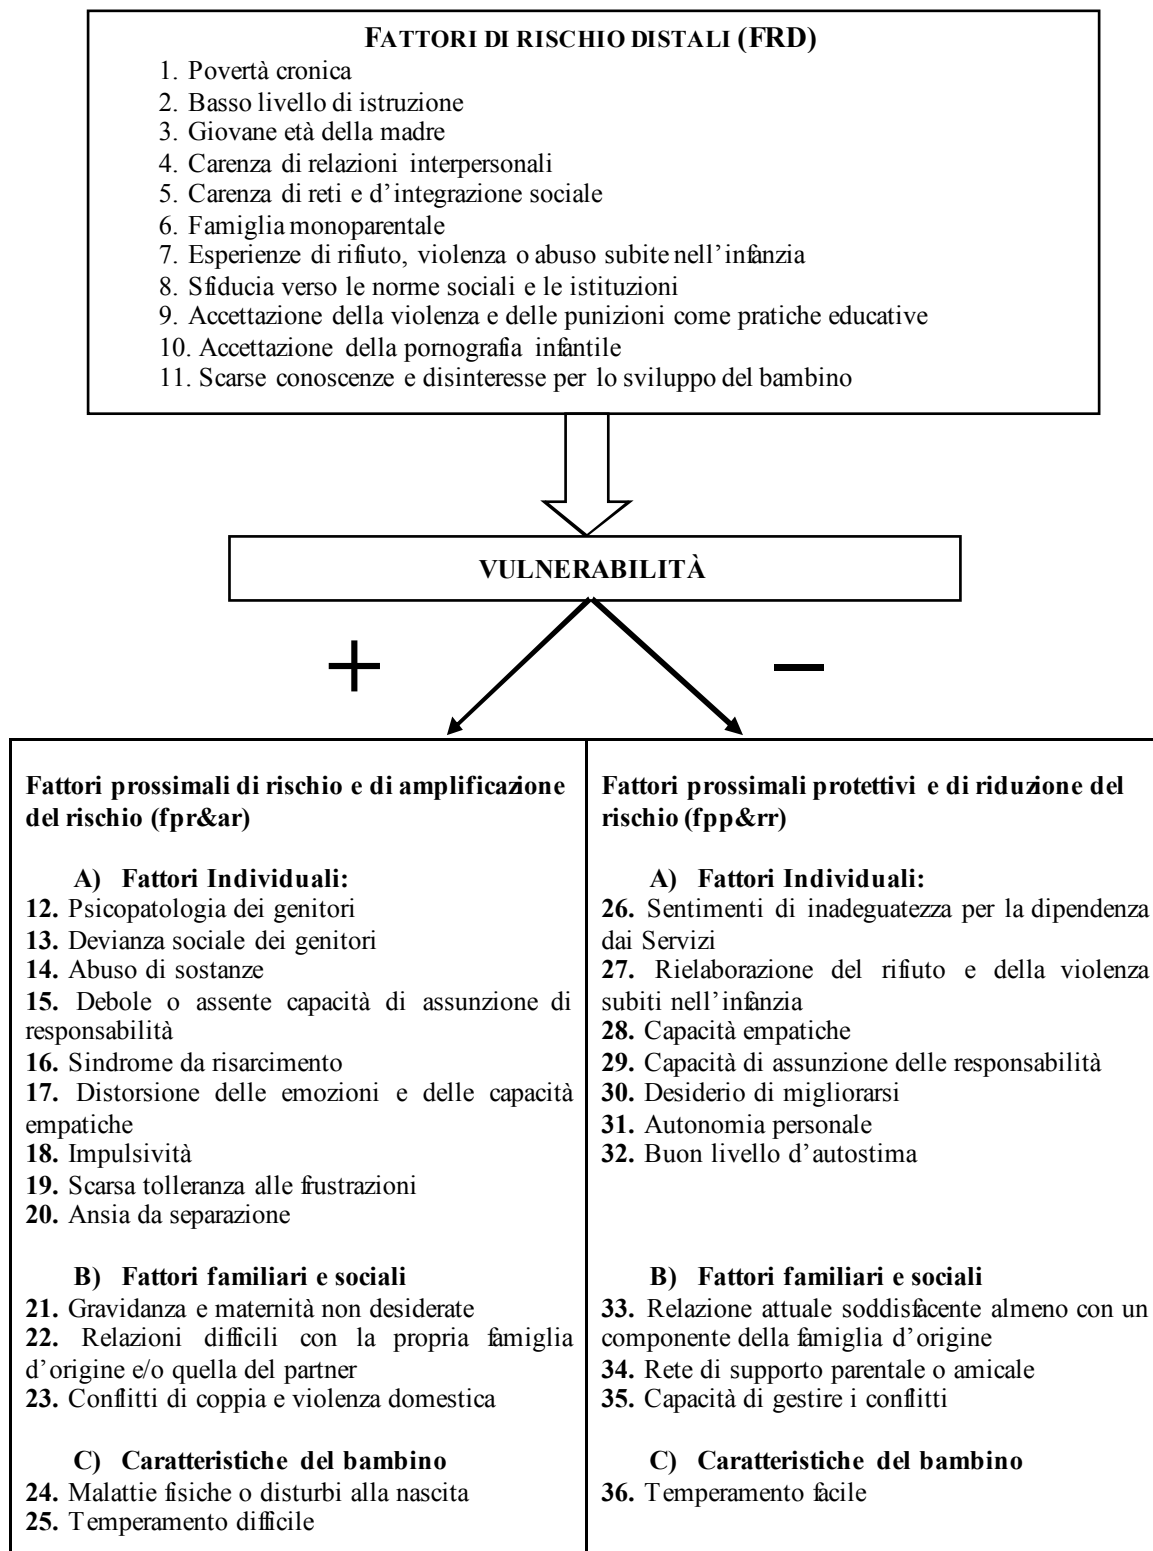 FATTORI DI RISCHIO DISTALI (FRD)
1. Povertà cronica
2. Basso livello di istruzione
3. Giovane età della madre
4. Carenza di relazioni interpersonali
5. Carenza di reti e d'integrazione sociale
6. Famiglia monoparentale
7. Esperienze di rifiuto, violenza o abuso subite nell'infanzia
8. Sfiducia verso le norme sociali e le istituzioni
9. Accettazione della violenza e delle punizioni come pratiche educative
10. Accettazione della pornografia infantile
11. Scarse conoscenze e disinteresse per lo sviluppo del bambino
VULNERABILITÀ
+
–
Fattori prossimali di rischio e di amplificazione
del rischio (fpr&ar)
A) Fattori Individuali:
12. Psicopatologia dei genitori
13. Devianza sociale dei genitori
14. Abuso di sostanze
15. Debole o assente capacità di assunzione di
responsabilità
16. Sindrome da risarcimento
17. Distorsione delle emozioni e delle capacità
empatiche
18. Impulsività
19. Scarsa tolleranza alle frustrazioni
20. Ansia da separazione
B) Fattori familiari e sociali
21. Gravidanza e maternità non desiderate
22. Relazioni difficili con la propria famiglia
d'origine e/o quella del partner
23. Conflitti di coppia e violenza domestica
C) Caratteristiche del bambino
24. Malattie fisiche o disturbi alla nascita
25. Temperamento difficile
Fattori prossimali protettivi e di riduzione del
rischio (fpp&rr)
A) Fattori Individuali:
26. Sentimenti di inadeguatezza per la dipendenza
dai Servizi
27. Rielaborazione del rifiuto e della violenza
subiti nell'infanzia
28. Capacità empatiche
29. Capacità di assunzione delle responsabilità
30. Desiderio di migliorarsi
31. Autonomia personale
32. Buon livello d'autostima
B) Fattori familiari e sociali
33. Relazione attuale soddisfacente almeno con un
componente della famiglia d'origine
34. Rete di supporto parentale o amicale
35. Capacità di gestire i conflitti
C) Caratteristiche del bambino
36. Temperamento facile